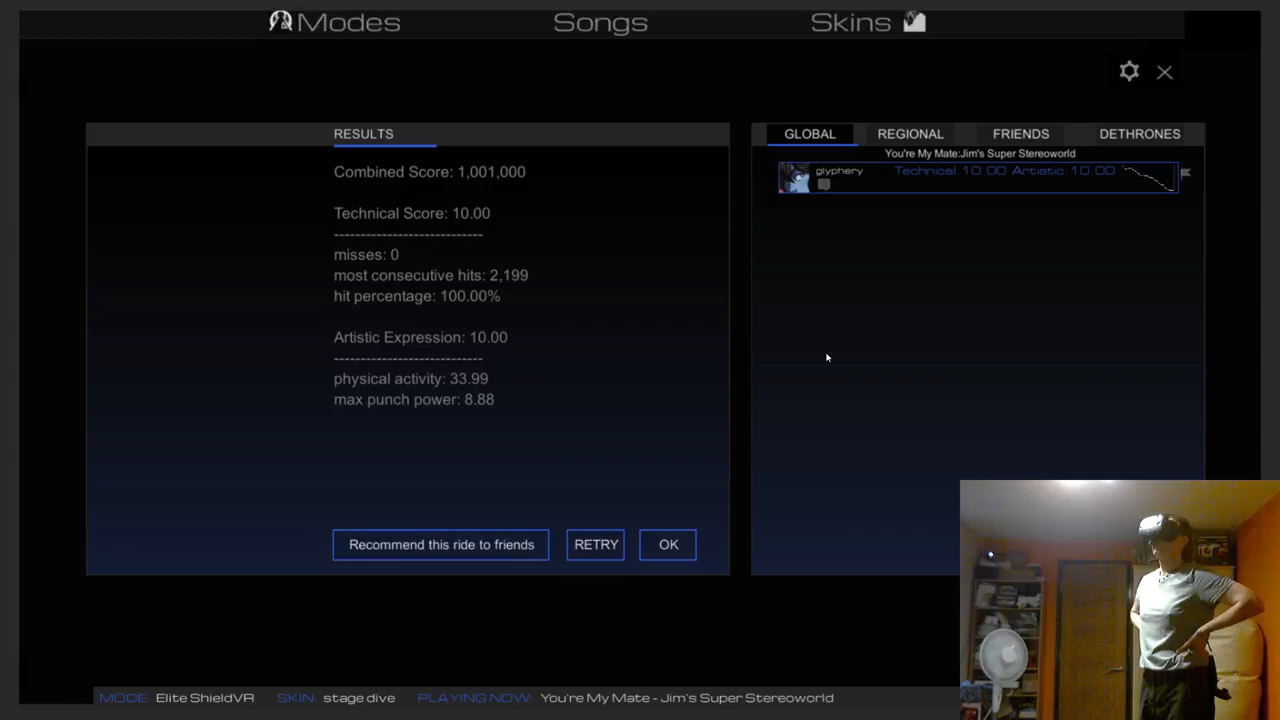 Modes
Songs
Skins
RESULTS
Combined Score: 1,001,000
Technical Score: 10.00
----------------------------
misses: 0
most consecutive hits: 2,199
hit percentage: 100.00%
Artistic Expression: 10.00
----------------------------
physical activity: 33.99
max punch power: 8.88
Recommend this ride to friends
RETRY
OK
GLOBAL
REGIONAL
FRIENDS
DETHRONES
You're My Mate:Jim's Super Stereoworld
glyphery
Technical 10.00 Artistic: 10.00
MODE: Elite ShieldVR
SKIN: stage dive
PLAYING NOW: You're My Mate - Jim's Super Stereoworld